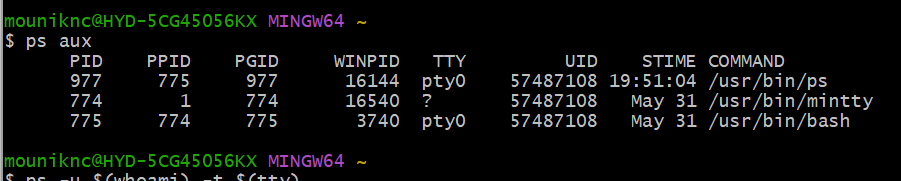 mouniknc@HYD-5CG45056KX MINGW64 ~
$ ps aux
PID PPID PGID WINPID TTY UID STIME COMMAND
977 775 977 16144 pty0 57487108 19:51:04 /usr/bin/ps
774 1 774 16540 ? 57487108 May 31 /usr/bin/mintty
775 774 775 3740 pty0 57487108 May 31 /usr/bin/bash
mouniknc@HYD-5CG45056KX MINGW64 ~
$ ps -u $(whoami) -t $(tty)